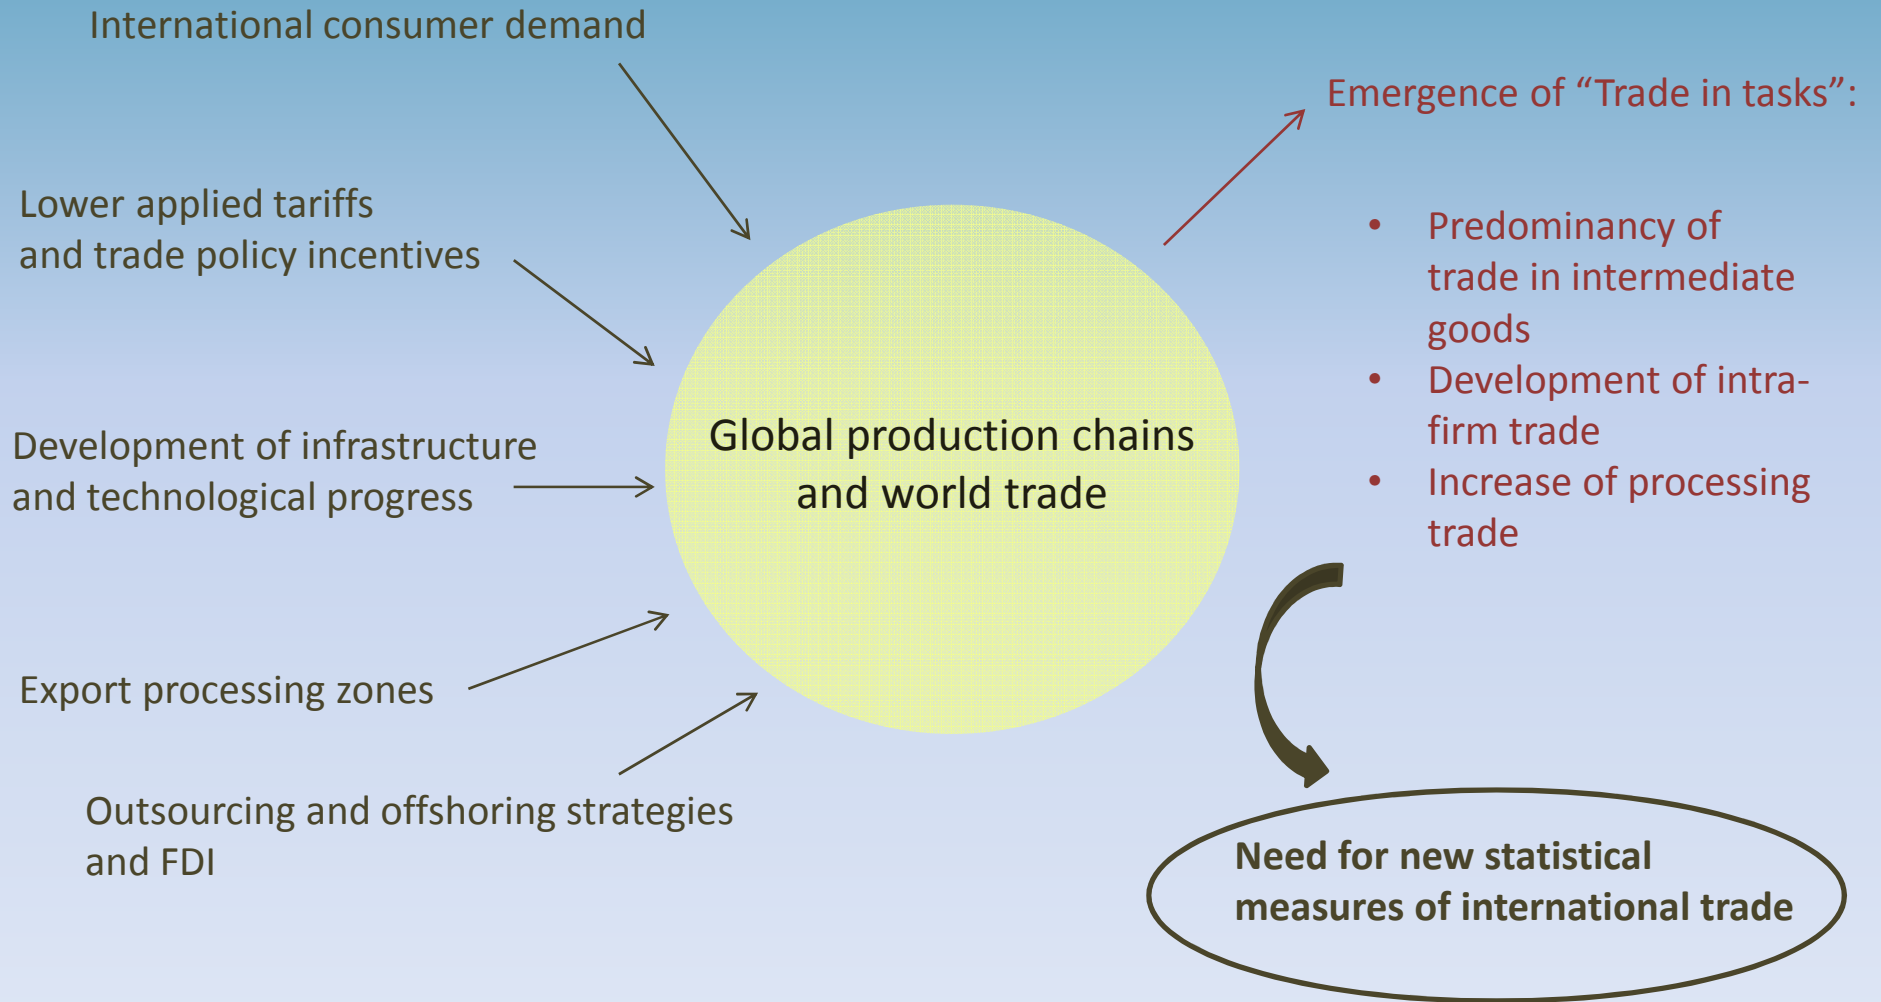 International consumer demand
Lower applied tariffs
and trade policy incentives
Development of infrastructure
and technological progress
Export processing zones
Outsourcing and offshoring strategies
and FDI
Global production chains
and world trade
Emergence of “Trade in tasks”:
• Predominancy of
trade in intermediate
goods
• Development of intra-
firm trade
• Increase of processing
trade
Need for new statistical
measures of international trade